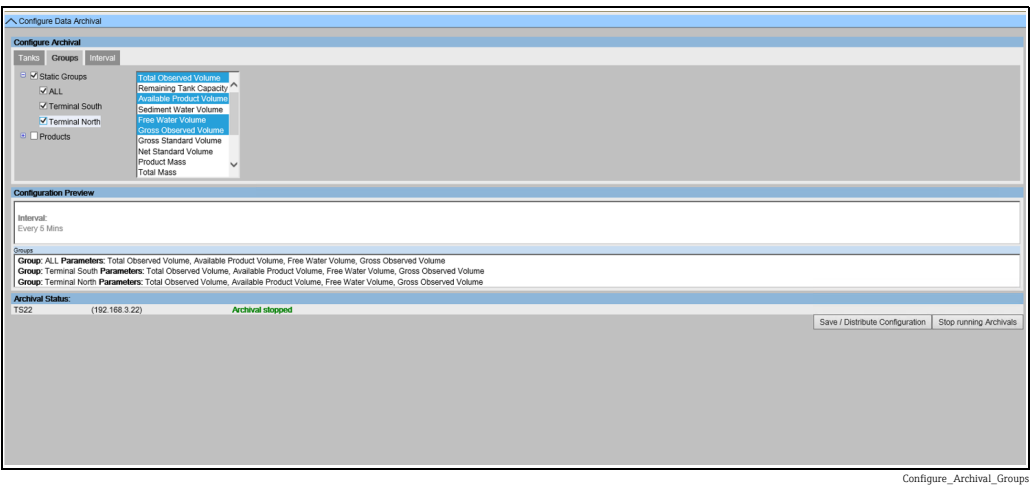 Configure Data Archival
Configure Archival
Tanks Groups Interval
Static Groups
ALL
Terminal South
Terminal North
Products
Total Observed Volume
Remaining Tank Capacity
Available Product Volume
Sediment Water Volume
Free Water Volume
Gross Observed Volume
Gross Standard Volume
Net Standard Volume
Product Mass
Total Mass
Configuration Preview
Interval:
Every 5 Mins
Groups
Group: ALL Parameters: Total Observed Volume, Available Product Volume, Free Water Volume, Gross Observed Volume
Group: Terminal South Parameters: Total Observed Volume, Available Product Volume, Free Water Volume, Gross Observed Volume
Group: Terminal North Parameters: Total Observed Volume, Available Product Volume, Free Water Volume, Gross Observed Volume
Archival Status:
TS22 (192.168.3.22) Archival stopped
Save / Distribute Configuration Stop running Archivals
Configure_Archival_Groups